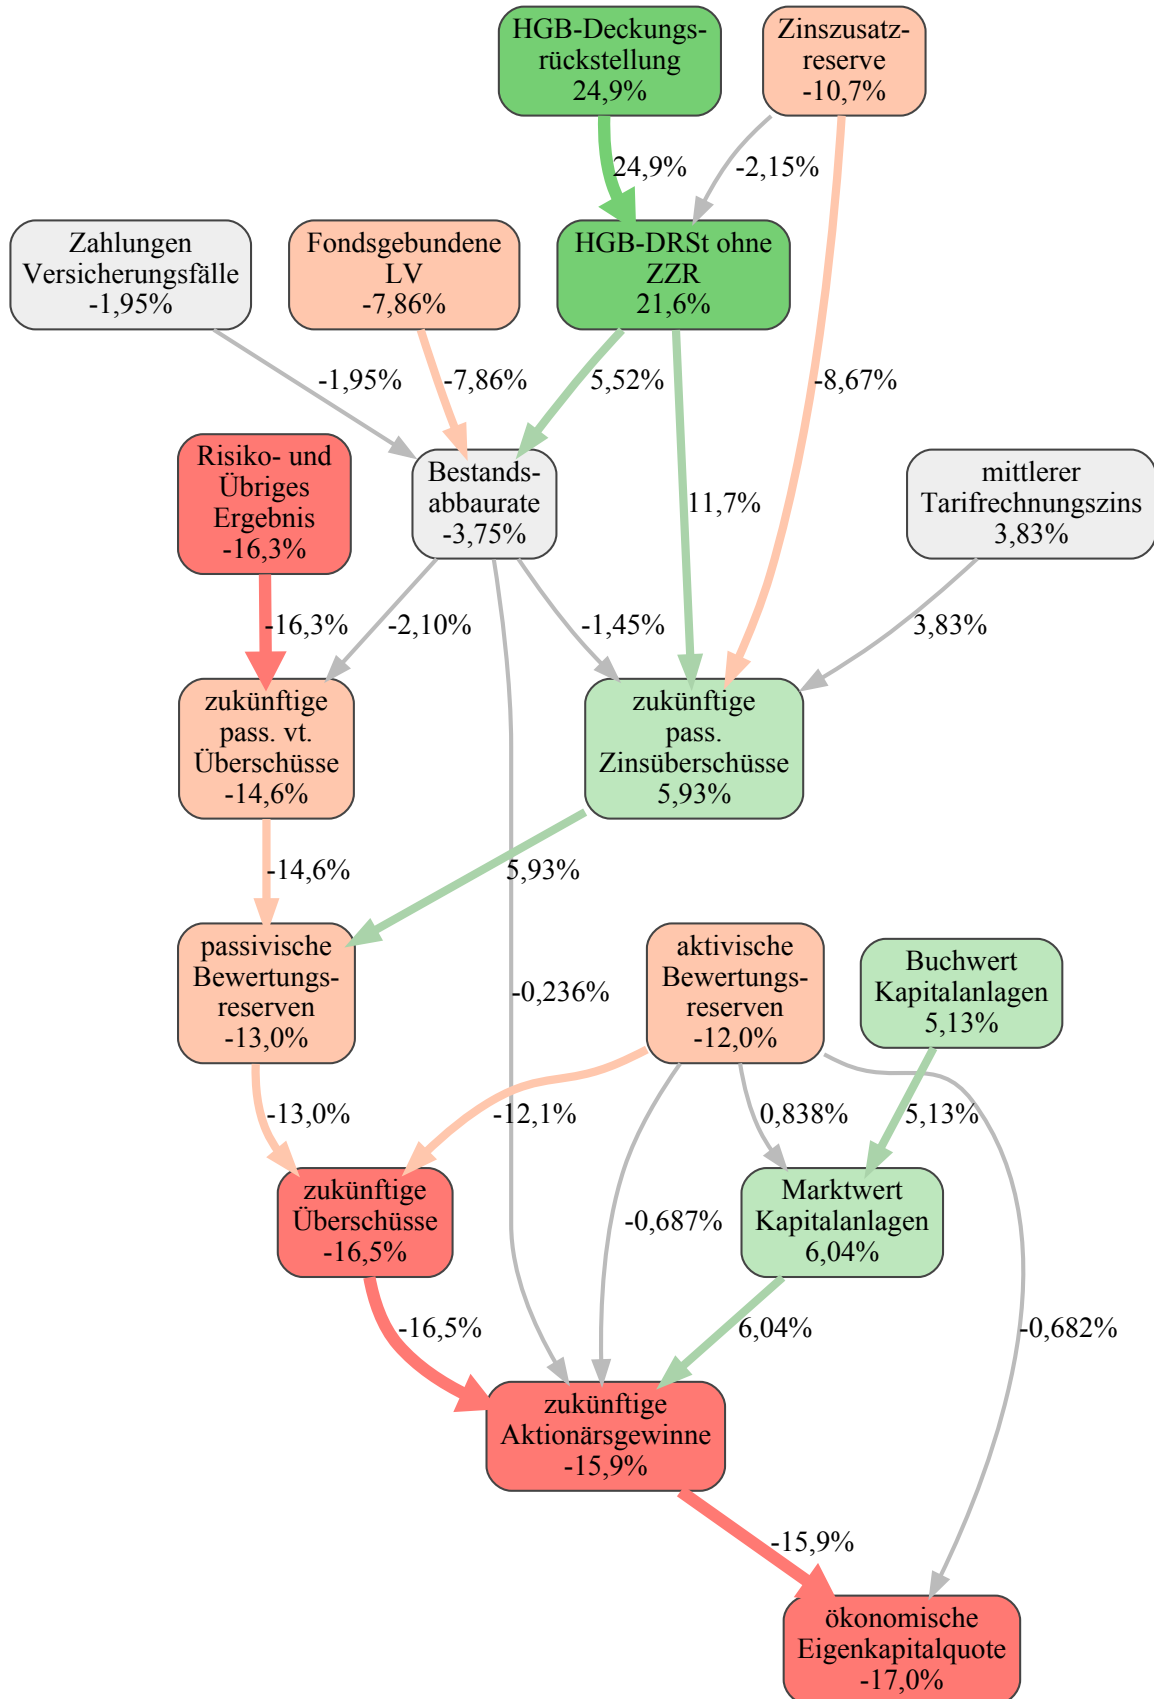 HGB-Deckungs-
rückstellung
24,9%
Zinszusatz-
reserve
-10,7%
24,9%
-2,15%
Zahlungen
Versicherungsfälle
-1,95%
Fondsgebundene
LV
-7,86%
HGB-DRSt ohne
ZZR
21,6%
-1,95%
-7,86%
5,52%
-8,67%
Risiko- und
Übriges
Ergebnis
-16,3%
Bestands-
abbaurate
-3,75%
11,7%
mittlerer
Tarifrechnungszins
3,83%
-16,3%
-2,10%
-1,45%
3,83%
zukünftige
pass. vt.
Überschüsse
-14,6%
zukünftige
pass.
Zinsüberschüsse
5,93%
-14,6%
5,93%
passivische
Bewertungs-
reserven
-13,0%
-0,236%
aktivische
Bewertungs-
reserven
-12,0%
Buchwert
Kapitalanlagen
5,13%
-13,0%
-12,1%
0,838%
5,13%
zukünftige
Überschüsse
-16,5%
-0,687%
Marktwert
Kapitalanlagen
6,04%
-16,5%
6,04%
-0,682%
zukünftige
Aktionärsgewinne
-15,9%
-15,9%
ökonomische
Eigenkapitalquote
-17,0%